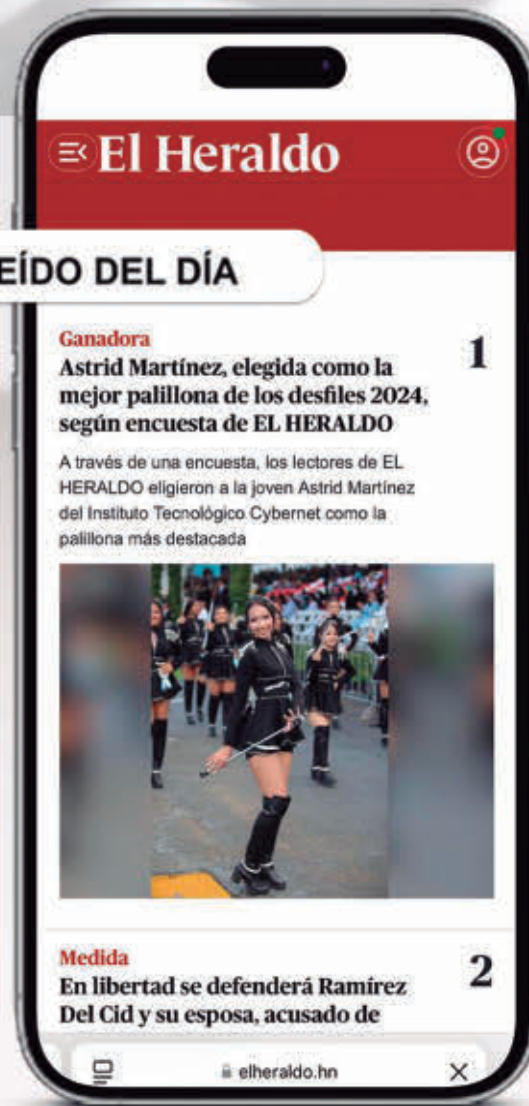 El Heraldo
EÍDO DEL DÍA
Ganadora
1
Astrid Martínez, elegida como la
mejor palillona de los desfiles 2024,
según encuesta de EL HERALDO
A través de una encuesta, los lectores de EL
HERALDO eligieron a la joven Astrid Martínez
del Instituto Tecnológico Cybernet como la
palillona más destacada
Medida
2
En libertad se defenderá Ramírez
Del Cid y su esposa, acusado de
elheraldo.hn